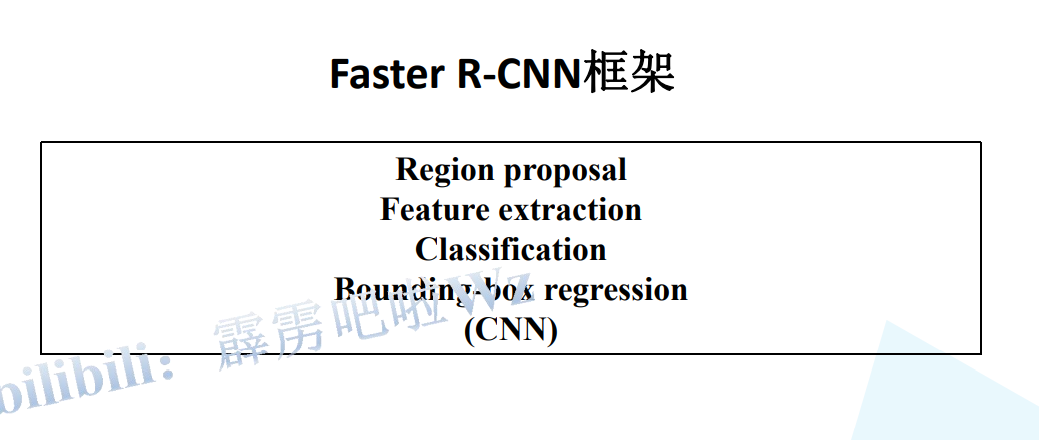 Faster R-CNN框架
Region proposal
Feature extraction
Classification
Bounding-box regression
(CNN)
bilibili: 霹雳吧啦Wz